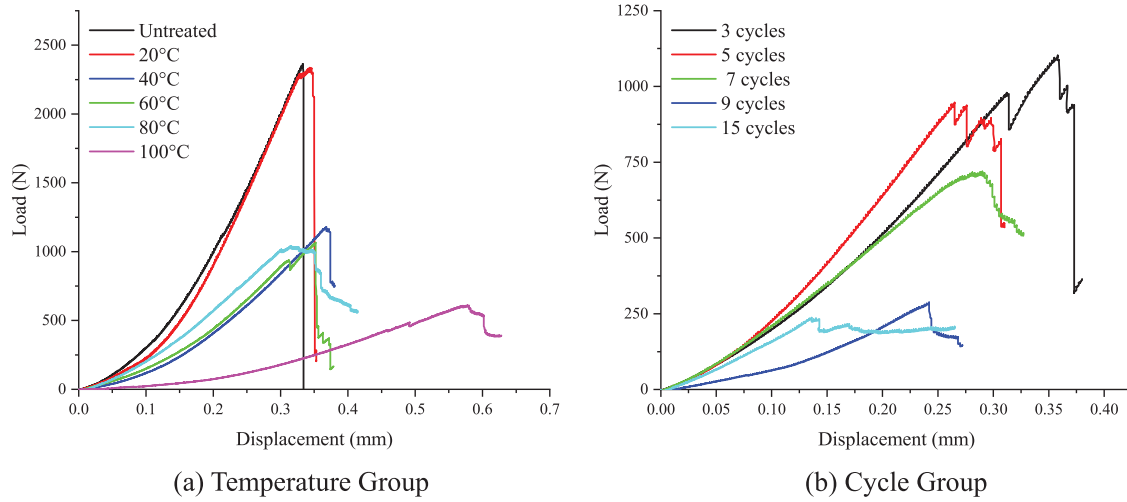 Untreated
20°C
40°C
60°C
80°C
100°C
2500
2000
1500
1000
500
0
Load (N)
0.0 0.1 0.2 0.3 0.4 0.5 0.6 0.7
Displacement (mm)
(a) Temperature Group
3 cycles
5 cycles
7 cycles
9 cycles
15 cycles
1250
1000
750
500
250
0
Load (N)
0.00 0.05 0.10 0.15 0.20 0.25 0.30 0.35 0.40
Displacement (mm)
(b) Cycle Group